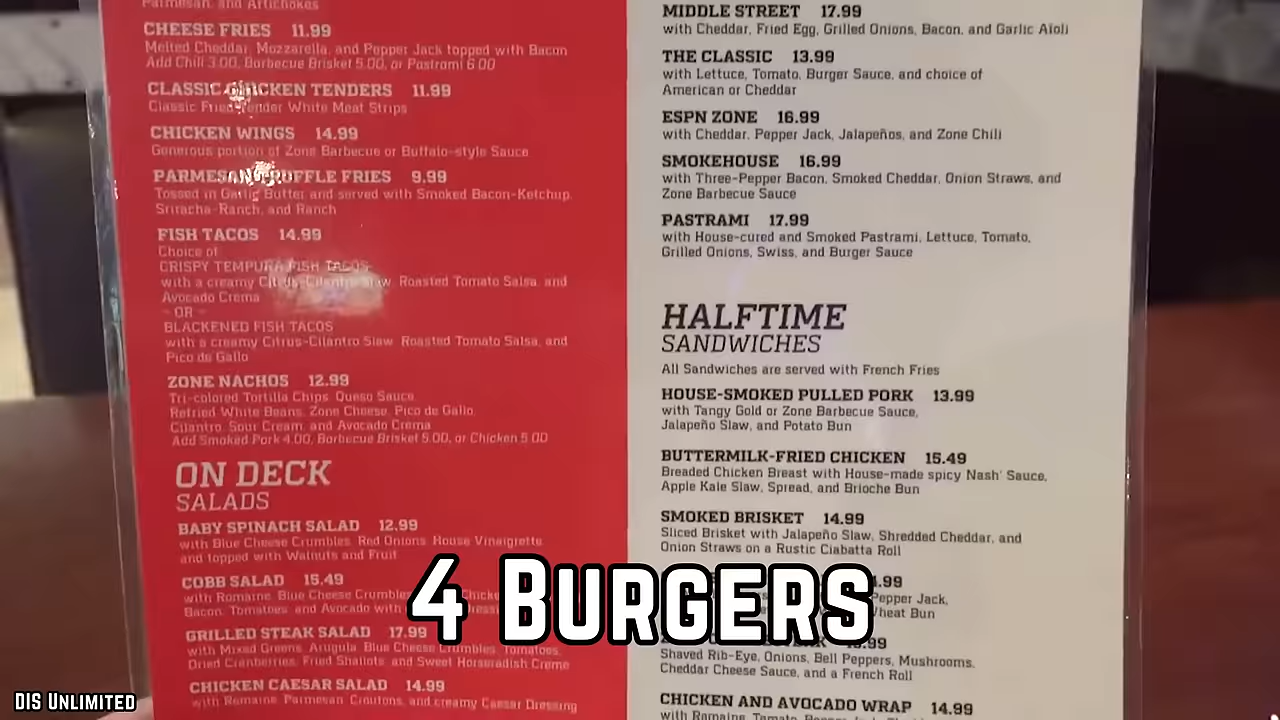 Parmesan, and Artichokes
CHEESE FRIES 11.99
Melted Cheddar, Mozzarella, and Pepper Jack topped with Bacon
Add Chili 3.00, Barbecue Brisket 5.00, or Pastrami 6.00
CLASSIC CHICKEN TENDERS 11.99
Classic Fried Tender White Meat Strips
CHICKEN WINGS 14.99
Generous portion of Zone Barbecue or Buffalo-style Sauce
PARMESAN TRUFFLE FRIES 9.99
Tossed in Garlic Butter and served with Smoked Bacon-Ketchup,
Sriracha-Ranch, and Ranch
FISH TACOS 14.99
Choice of
CRISPY TEMPURA FISH TACOS
with a creamy Citrus-Cilantro Slaw, Roasted Tomato Salsa, and
Avocado Crema
- OR -
BLACKENED FISH TACOS
with a creamy Citrus-Cilantro Slaw, Roasted Tomato Salsa, and
Pico de Gallo
ZONE NACHOS 12.99
Tri-colored Tortilla Chips, Queso Sauce,
Refried White Beans, Zone Cheese, Pico de Gallo,
Cilantro, Sour Cream, and Avocado Crema
Add Smoked Pork 4.00, Barbecue Brisket 5.00, or Chicken 5.00
ON DECK
SALADS
BABY SPINACH SALAD 12.99
with Blue Cheese Crumbles, Red Onions, House Vinaigrette,
and topped with Walnuts and Fruit
COBB SALAD 15.49
with Romaine, Blue Cheese Crumbles,
Bacon, Tomatoes, and Avocado with
GRILLED STEAK SALAD 17.99
with Mixed Greens, Arugula, Blue Cheese Crumbles, Tomatoes,
Dried Cranberries, Fried Shallots, and Sweet Horseradish Creme
CHICKEN CAESAR SALAD 14.99
with Romaine, Parmesan, Croutons, and creamy Caesar Dressing
MIDDLE STREET 17.99
with Cheddar, Fried Egg, Grilled Onions, Bacon, and Garlic Aioli
THE CLASSIC 13.99
with Lettuce, Tomato, Burger Sauce, and choice of
American or Cheddar
ESPN ZONE 16.99
with Cheddar, Pepper Jack, Jalapeños, and Zone Chili
SMOKEHOUSE 16.99
with Three-Pepper Bacon, Smoked Cheddar, Onion Straws, and
Zone Barbecue Sauce
PASTRAMI 17.99
with House-cured and Smoked Pastrami, Lettuce, Tomato,
Grilled Onions, Swiss, and Burger Sauce
HALFTIME
SANDWICHES
All Sandwiches are served with French Fries
HOUSE-SMOKED PULLED PORK 13.99
with Tangy Gold or Zone Barbecue Sauce,
Jalapeño Slaw, and Potato Bun
BUTTERMILK-FRIED CHICKEN 15.49
Breaded Chicken Breast with House-made spicy 'Nash' Sauce,
Apple Kale Slaw, Spread, and Brioche Bun
SMOKED BRISKET 14.99
Sliced Brisket with Jalapeño Slaw, Shredded Cheddar, and
Onion Straws on a Rustic Ciabatta Roll
.99
Pepper Jack,
Wheat Bun
.99
Shaved Rib-Eye, Onions, Bell Peppers, Mushrooms,
Cheddar Cheese Sauce, and a French Roll
CHICKEN AND AVOCADO WRAP 14.99
with Romaine, Tomato,
4 BURGERS
DIS UNLIMITED